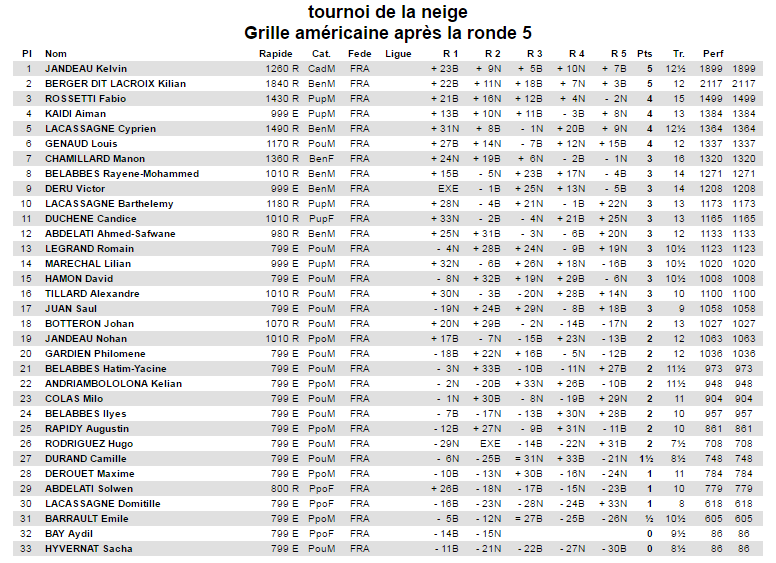 tournoi de la neige
Grille américaine après la ronde 5
Pl Nom Rapide Cat. Fede Ligue R 1 R 2 R 3 R 4 R 5 Pts Tr. Perf
1 JANDEAU Kelvin 1260 R CadM FRA + 23B + 9N + 5B + 10N + 7B 5 12½ 1899 1899
2 BERGER DIT LACROIX Kilian 1840 R BenM FRA + 22B + 11N + 18B + 7N + 3B 5 12 2117 2117
3 ROSSETTI Fabio 1430 R PupM FRA + 21B + 16N + 12B + 4N - 2N 4 15 1499 1499
4 KAIDI Aiman 999 E PupM FRA + 13B + 10N + 11B - 3B + 8N 4 13 1384 1384
5 LACASSAGNE Cyprien 1490 R BenM FRA + 31N + 8B - 1N + 20B + 9N 4 12½ 1364 1364
6 GENAUD Louis 1170 R PouM FRA + 27B + 14N - 7B + 12N + 15B 4 12 1337 1337
7 CHAMILLARD Manon 1360 R BenF FRA + 24N + 19B + 6N - 2B - 1N 3 16 1320 1320
8 BELABBES Rayene-Mohammed 1010 R BenM FRA + 15B - 5N + 23B + 17N - 4B 3 14 1271 1271
9 DERU Victor 999 E BenM FRA EXE - 1B + 25N + 13N - 5B 3 14 1208 1208
10 LACASSAGNE Barthelemy 1180 R PupM FRA + 28N - 4B + 21N - 1B + 22N 3 13 1173 1173
11 DUCHENE Candice 1010 R PupF FRA + 33N - 2B - 4N + 21B + 25N 3 13 1165 1165
12 ABDELATI Ahmed-Safwane 980 R BenM FRA + 25N + 31B - 3N - 6B + 20N 3 12 1133 1133
13 LEGRAND Romain 799 E PouM FRA - 4N + 28B + 24N - 9B + 19N 3 10½ 1123 1123
14 MARECHAL Lilian 999 E PupM FRA + 32N - 6B + 26N + 18N - 16B 3 10½ 1020 1020
15 HAMON David 799 E PouM FRA - 8N + 32B + 19N + 29B - 6N 3 10½ 1008 1008
16 TILLARD Alexandre 1010 R PouM FRA + 30N - 3B - 20N + 28B + 14N 3 10 1100 1100
17 JUAN Saul 799 E PouM FRA - 19N + 24B + 29N - 8B + 18B 3 9 1058 1058
18 BOTTERON Johan 1070 R PouM FRA + 20N + 29B - 2N - 14B - 17N 2 13 1027 1027
19 JANDEAU Nohan 1010 R PpoM FRA + 17B - 7N - 15B + 23N - 13B 2 12 1063 1063
20 GARDIEN Philomene 799 E PouM FRA - 18B + 22N + 16B - 5N - 12B 2 12 1036 1036
21 BELABBES Hatim-Yacine 799 E PouM FRA - 3N + 33B - 10B - 11N + 27B 2 11½ 973 973
22 ANDRIAMBOLOLONA Kelian 799 E PpoM FRA - 2N - 20B + 33N + 26B - 10B 2 11½ 948 948
23 COLAS Milo 799 E PouM FRA - 1N + 30B - 8N - 19B + 29N 2 11 904 904
24 BELABBES Ilyes 799 E PouM FRA - 7B - 17N - 13B + 30N + 28B 2 10 957 957
25 RAPIDY Augustin 799 E PpoM FRA - 12B + 27N - 9B + 31N - 11B 2 10 861 861
26 RODRIGUEZ Hugo 799 E PouM FRA - 29N EXE - 14B - 22N + 31B 2 7½ 708 708
27 DURAND Camille 799 E PouM FRA - 6N - 25B = 31N + 33B - 21N 1½ 8½ 748 748
28 DEROUET Maxime 799 E PpoM FRA - 10B - 13N + 30B - 16N - 24N 1 11 784 784
29 ABDELATI Solwen 800 R PpoF FRA + 26B - 18N - 17B - 15N - 23B 1 10 779 779
30 LACASSAGNE Domitille 799 E PpoF FRA - 16B - 23N - 28N - 24B + 33N 1 8 618 618
31 BARRAULT Emile 799 E PpoM FRA - 5B - 12N = 27B - 25B - 26N ½ 10½ 605 605
32 BAY Aydil 799 E PpoF FRA - 14B - 15N 0 9½ 86 86
33 HYVERNAT Sacha 799 E PouM FRA - 11B - 21N - 22B - 27N - 30B 0 8½ 86 86